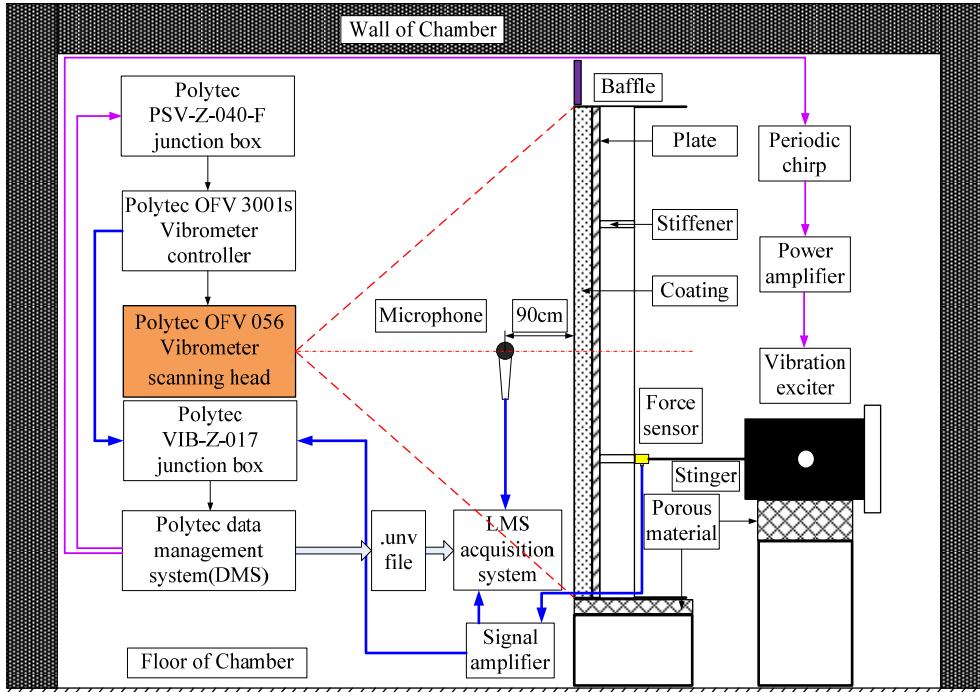 Wall of Chamber
Polytec
PSV-Z-040-F
junction box
Polytec OFV 3001s
Vibrometer
controller
Polytec OFV 056
Vibrometer
scanning head
Polytec
VIB-Z-017
junction box
Polytec data
management
system(DMS)
.unv
file
LMS
acquisition
system
Signal
amplifier
Floor of Chamber
Microphone
90cm
Baffle
Plate
Stiffener
Coating
Force
sensor
Stinger
Porous
material
Periodic
chirp
Power
amplifier
Vibration
exciter